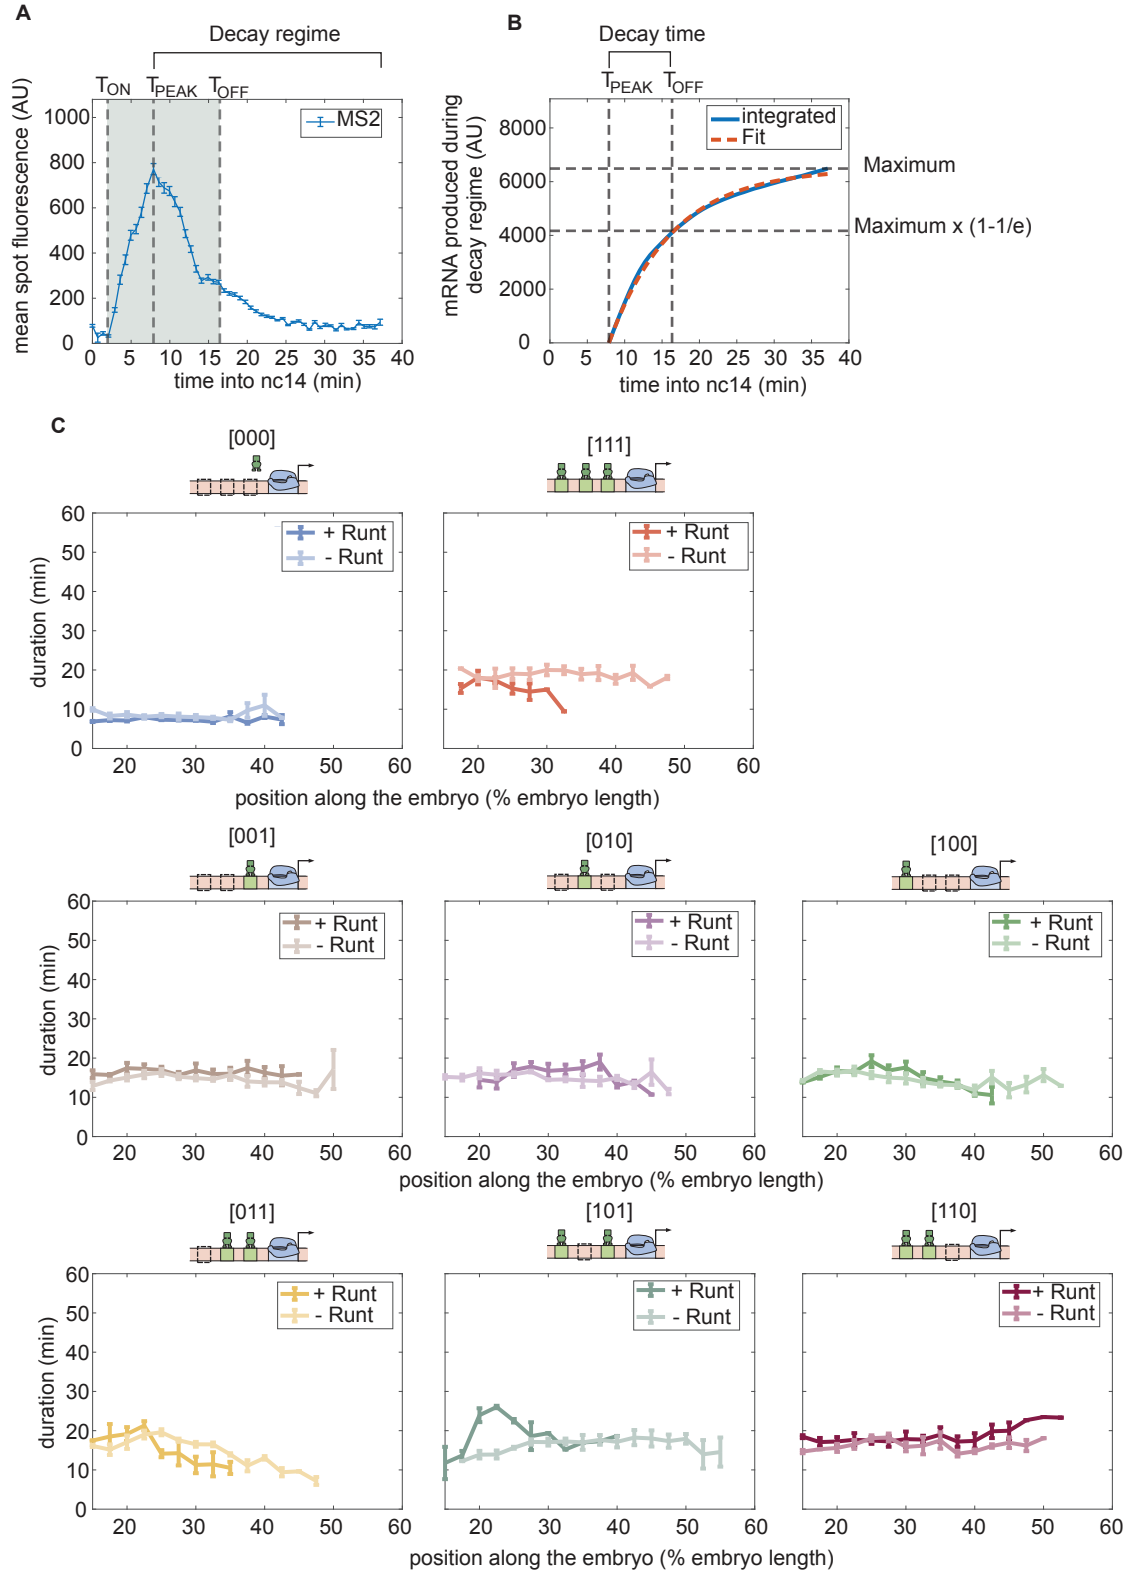 A
Decay regime
T_ON
T_PEAK
T_OFF
MS2
mean spot fluorescence (AU)
1000
800
600
400
200
0
0 5 10 15 20 25 30 35 40
time into nc14 (min)
B
Decay time
T_PEAK
T_OFF
integrated
Fit
mRNA produced during
decay regime (AU)
8000
6000
4000
2000
0
0 5 10 15 20 25 30 35 40
time into nc14 (min)
Maximum
Maximum x (1-1/e)
C
[000]
+ Runt
- Runt
duration (min)
60
50
40
30
20
10
0
20 30 40 50 60
[111]
+ Runt
- Runt
20 30 40 50 60
position along the embryo (% embryo length)
[001]
+ Runt
- Runt
duration (min)
60
50
40
30
20
10
0
20 30 40 50 60
[010]
+ Runt
- Runt
20 30 40 50 60
[100]
+ Runt
- Runt
20 30 40 50 60
position along the embryo (% embryo length)
[011]
+ Runt
- Runt
duration (min)
60
50
40
30
20
10
0
20 30 40 50 60
[101]
+ Runt
- Runt
20 30 40 50 60
[110]
+ Runt
- Runt
20 30 40 50 60
position along the embryo (% embryo length)